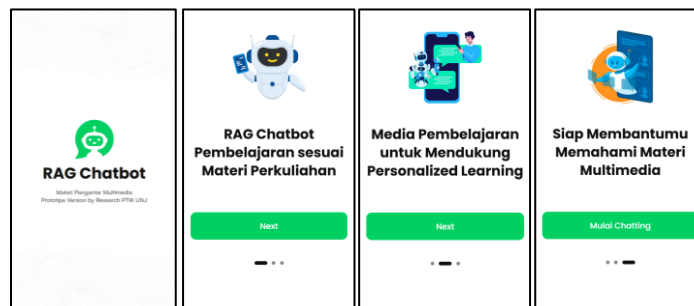 RAG Chatbot
Materi Pengantar Multimedia
Prototipe Version by Research PTIK UNJ
RAG Chatbot
Pembelajaran sesuai
Materi Perkuliahan
Next
Media Pembelajaran
untuk Mendukung
Personalized Learning
Next
Siap Membantumu
Memahami Materi
Multimedia
Mulai Chatting